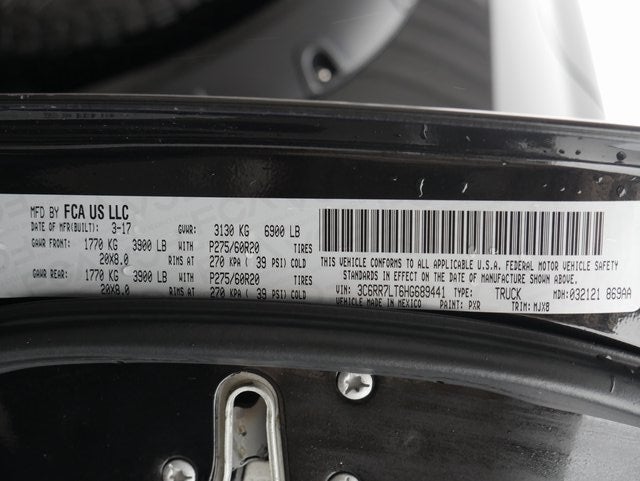 MFD BY FCA US LLC
DATE OF MFR(BUILT): 3-17 GVWR: 3130 KG 6900 LB
GAWR FRONT: 1770 KG 3900 LB WITH P275/60R20 TIRES
20X8.0 RIMS AT 270 KPA ( 39 PSI) COLD
GAWR REAR: 1770 KG 3900 LB WITH P275/60R20 TIRES
20X8.0 RIMS AT 270 KPA ( 39 PSI) COLD
THIS VEHICLE CONFORMS TO ALL APPLICABLE U.S.A. FEDERAL MOTOR VEHICLE SAFETY
STANDARDS IN EFFECT ON THE DATE OF MANUFACTURE SHOWN ABOVE.
VIN: 3C6RR7LT6HG689441 TYPE: TRUCK MDH: 032121 869AA
MADE IN MEXICO PAINT: PXR TRIM: MJX8